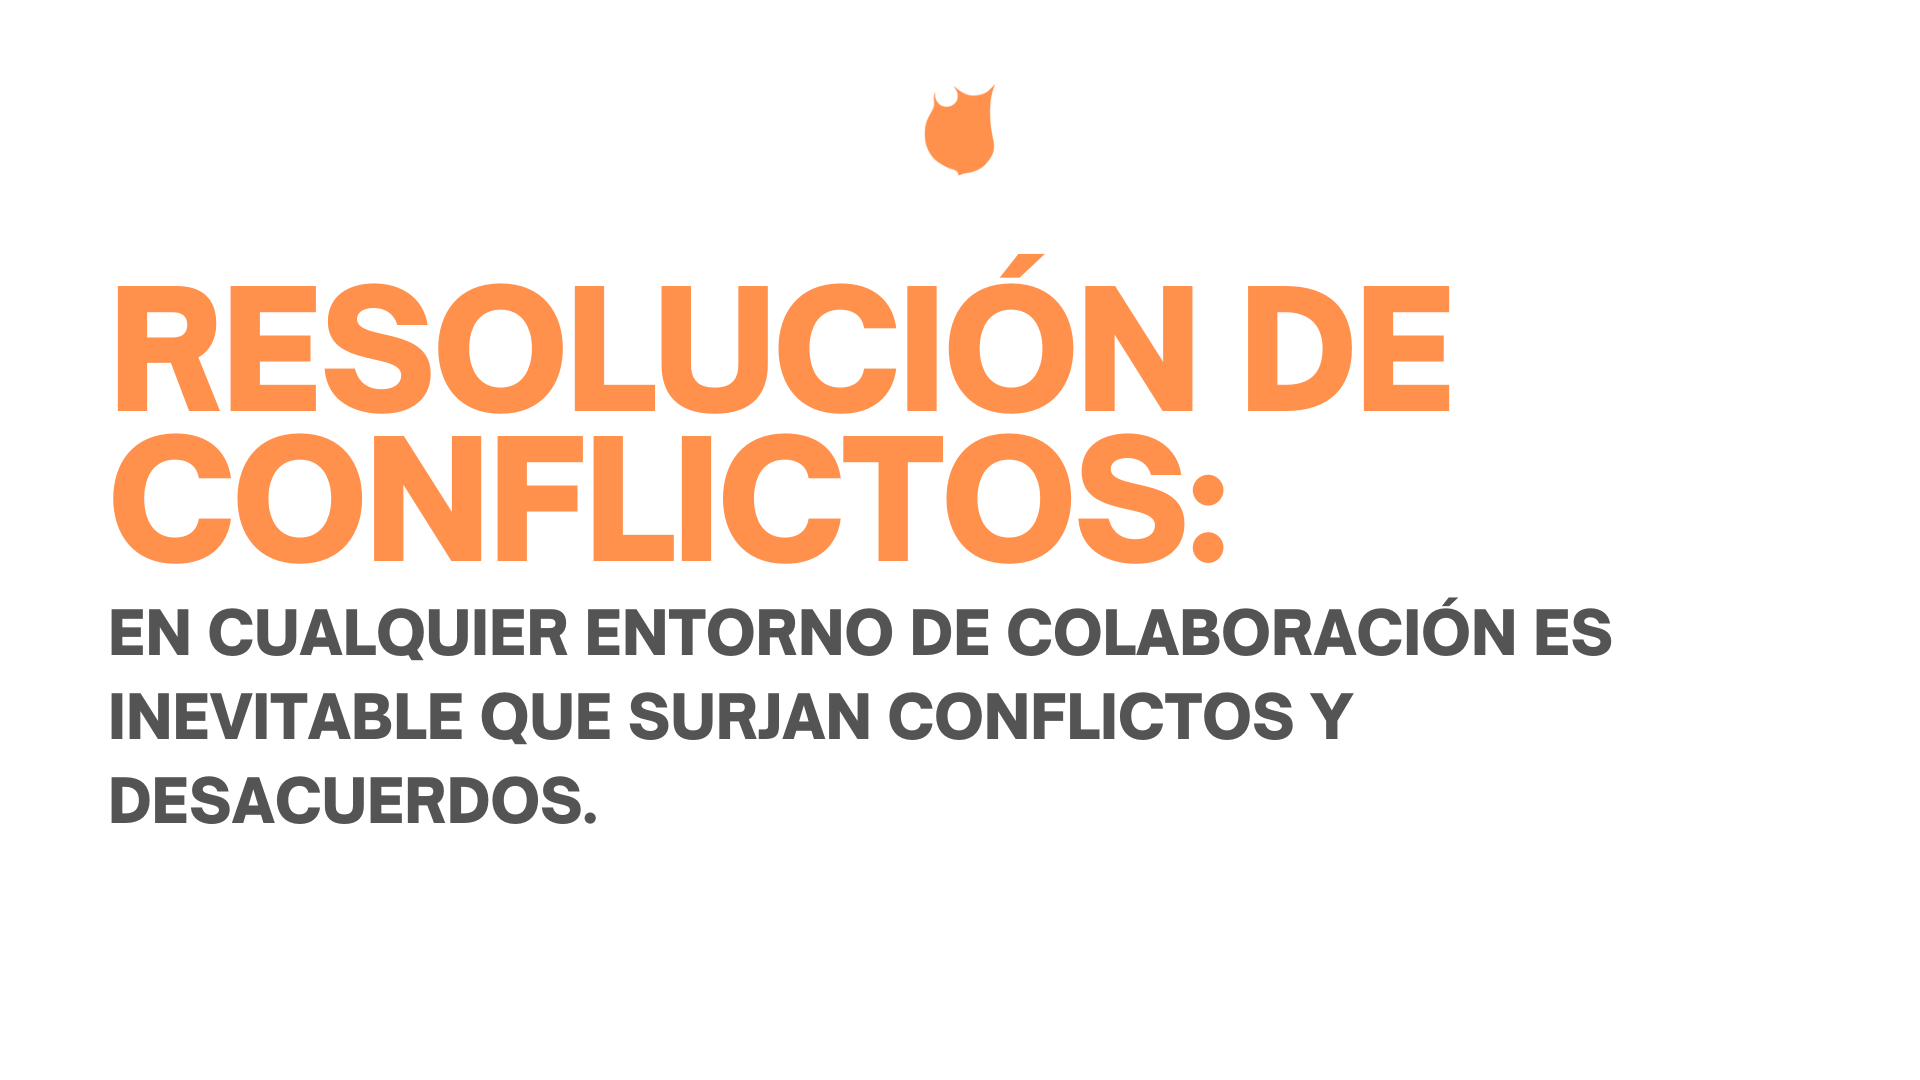 RESOLUCIÓN DE
CONFLICTOS:
EN CUALQUIER ENTORNO DE COLABORACIÓN ES
INEVITABLE QUE SURJAN CONFLICTOS Y
DESACUERDOS.